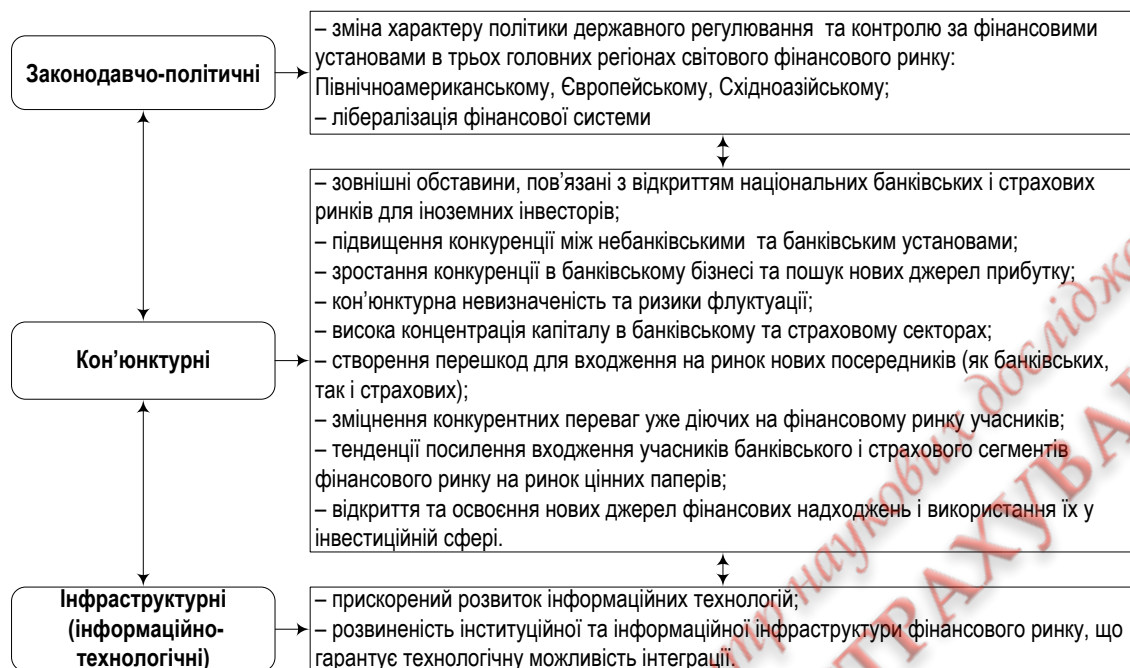 Законодавчо-політичні
– зміна характеру політики державного регулювання та контролю за фінансовими
установами в трьох головних регіонах світового фінансового ринку:
Північноамериканському, Європейському, Східноазійському;
– лібералізація фінансової системи
Кон’юнктурні
– зовнішні обставини, пов’язані з відкриттям національних банківських і страхових
ринків для іноземних інвесторів;
– підвищення конкуренції між небанківськими та банківським установами;
– зростання конкуренції в банківському бізнесі та пошук нових джерел прибутку;
– кон’юнктурна невизначеність та ризики флуктуації;
– висока концентрація капіталу в банківському та страховому секторах;
– створення перешкод для входження на ринок нових посередників (як банківських,
так і страхових);
– зміцнення конкурентних переваг уже діючих на фінансовому ринку учасників;
– тенденції посилення входження учасників банківського і страхового сегментів
фінансового ринку на ринок цінних паперів;
– відкриття та освоєння нових джерел фінансових надходжень і використання їх у
інвестиційній сфері.
Інфраструктурні
(інформаційно-
технологічні)
– прискорений розвиток інформаційних технологій;
– розвиненість інституційної та інформаційної інфраструктури фінансового ринку, що
гарантує технологічну можливість інтеграції.
наукових